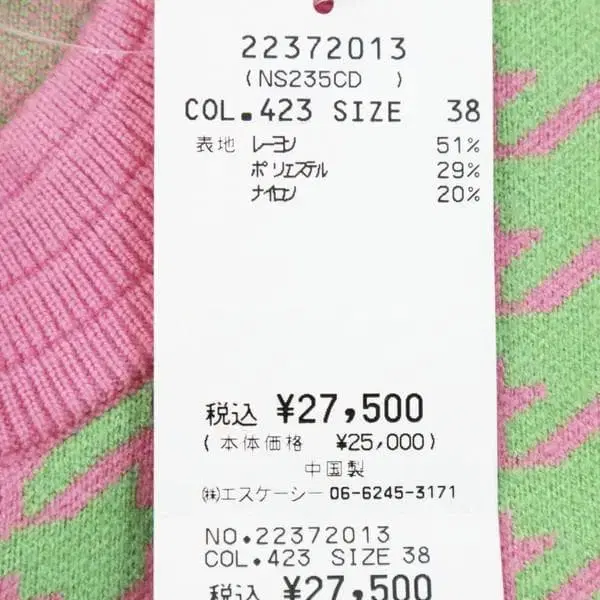 22372013
(NS235CD )
COL.423 SIZE 38
表地 レーヨン 51%
ポリエステル 29%
ナイロン 20%
税込 ¥27,500
(本体価格 ¥25,000)
中国製
㈱エスケーシー 06-6245-3171
NO.22372013
COL.423 SIZE 38
税込 ¥27,500